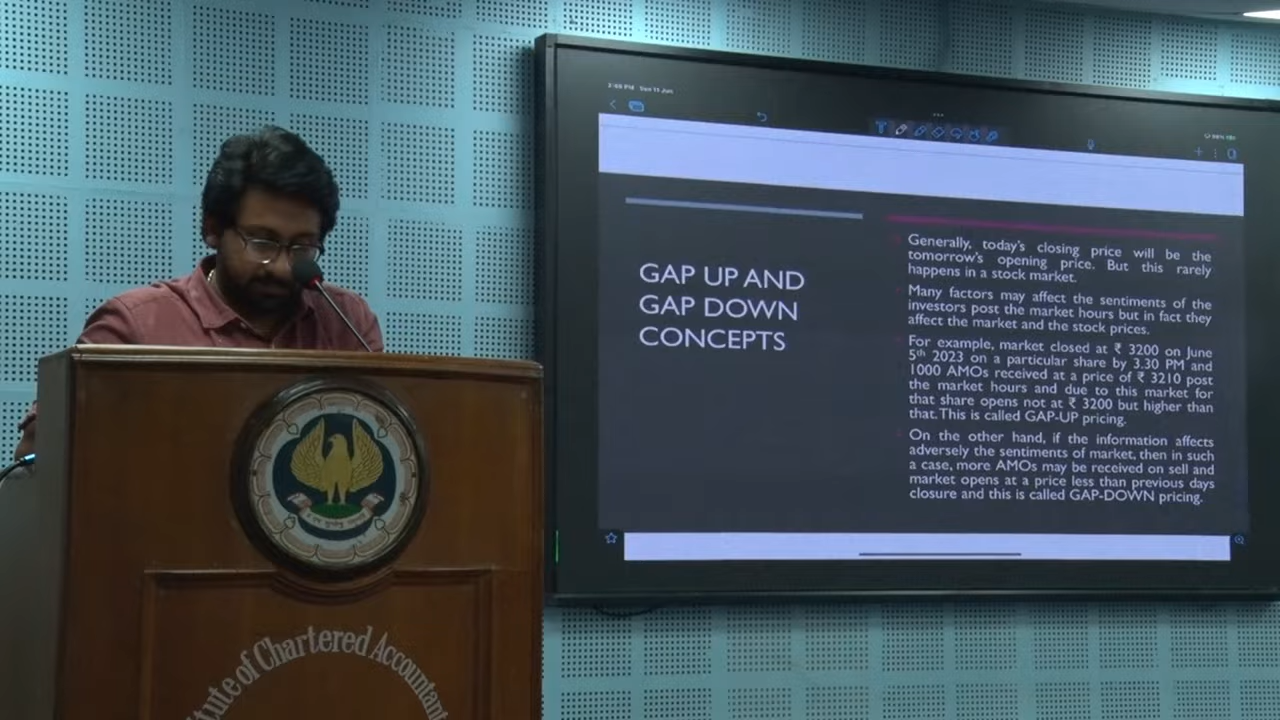 2:55 PM Sun 11 Jun
GAP UP AND
GAP DOWN
CONCEPTS
Generally, today's closing price will be the
tomorrow's opening price. But this rarely
happens in a stock market.
Many factors may affect the sentiments of the
investors post the market hours but in fact they
affect the market and the stock prices.
For example, market closed at ₹ 3200 on June
5th 2023 on a particular share by 3.30 PM and
1000 AMOs received at a price of ₹ 3210 post
the market hours and due to this market for
that share opens not at ₹ 3200 but higher than
that. This is called GAP-UP pricing.
On the other hand, if the information affects
adversely the sentiments of market, then in such
a case, more AMOs may be received on sell and
market opens at a price less than previous days
closure and this is called GAP-DOWN pricing.
of Chartered Accountant